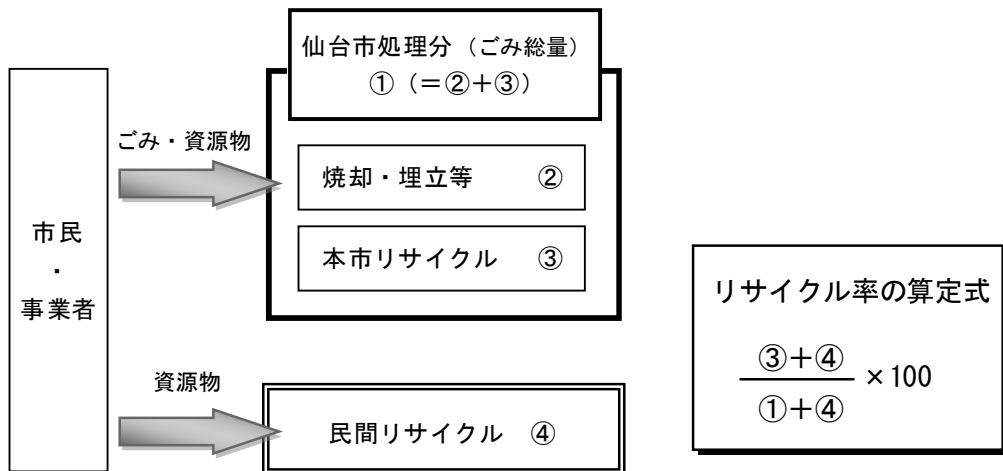 仙台市処理分（ごみ総量）
①（＝②＋③）
ごみ・資源物
焼却・埋立等 ②
本市リサイクル ③
市民
・
事業者
資源物
民間リサイクル ④
リサイクル率の算定式
③＋④
①＋④
×100